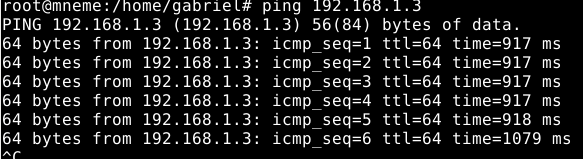 root@mneme:/home/gabriel# ping 192.168.1.3
PING 192.168.1.3 (192.168.1.3) 56(84) bytes of data.
64 bytes from 192.168.1.3: icmp_seq=1 ttl=64 time=917 ms
64 bytes from 192.168.1.3: icmp_seq=2 ttl=64 time=917 ms
64 bytes from 192.168.1.3: icmp_seq=3 ttl=64 time=917 ms
64 bytes from 192.168.1.3: icmp_seq=4 ttl=64 time=917 ms
64 bytes from 192.168.1.3: icmp_seq=5 ttl=64 time=918 ms
64 bytes from 192.168.1.3: icmp_seq=6 ttl=64 time=1079 ms
^C